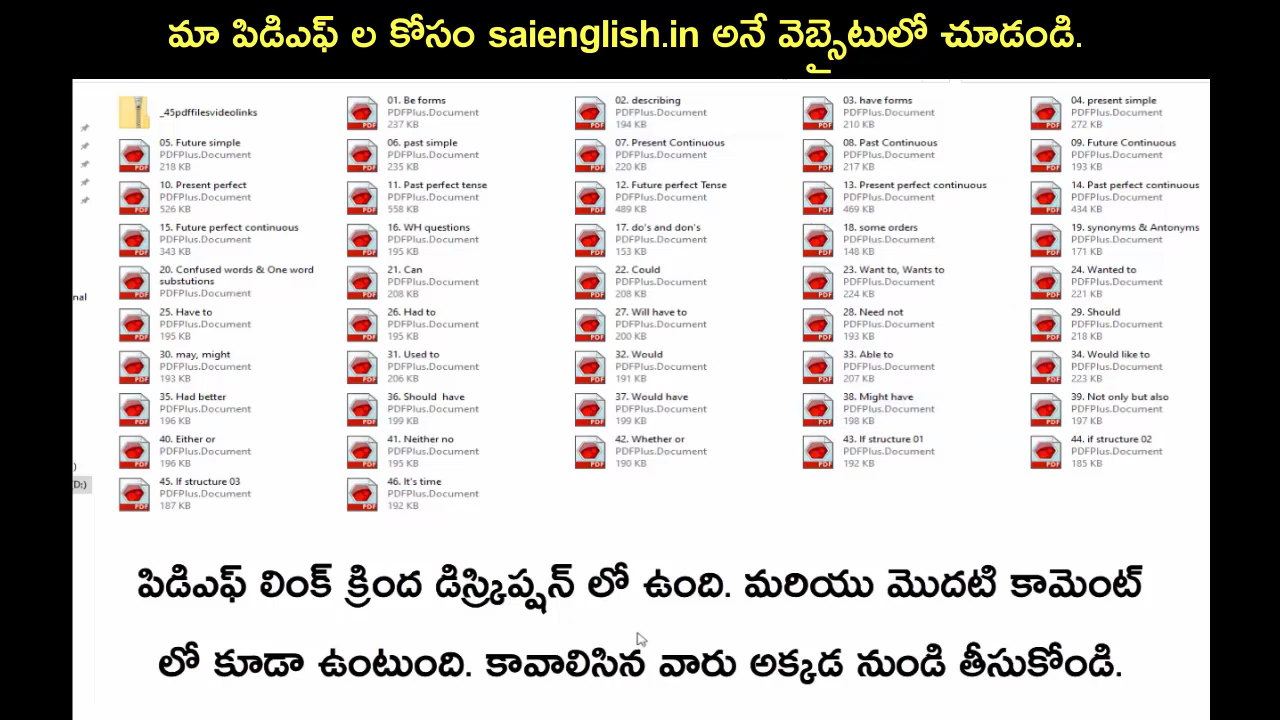 మా పిడిఎఫ్ ల కోసం saienglish.in అనే వెబ్సైటులో చూడండి.
_45pdffilesvideolinks
01. Be forms
PDFPlus.Document
237 KB
02. describing
PDFPlus.Document
194 KB
03. have forms
PDFPlus.Document
210 KB
04. present simple
PDFPlus.Document
272 KB
05. Future simple
PDFPlus.Document
218 KB
06. past simple
PDFPlus.Document
235 KB
07. Present Continuous
PDFPlus.Document
220 KB
08. Past Continuous
PDFPlus.Document
217 KB
09. Future Continuous
PDFPlus.Document
193 KB
10. Present perfect
PDFPlus.Document
526 KB
11. Past perfect tense
PDFPlus.Document
558 KB
12. Future perfect Tense
PDFPlus.Document
489 KB
13. Present perfect continuous
PDFPlus.Document
469 KB
14. Past perfect continuous
PDFPlus.Document
434 KB
15. Future perfect continuous
PDFPlus.Document
343 KB
16. WH questions
PDFPlus.Document
195 KB
17. do's and don's
PDFPlus.Document
153 KB
18. some orders
PDFPlus.Document
148 KB
19. synonyms & Antonyms
PDFPlus.Document
171 KB
20. Confused words & One word
substutions
PDFPlus.Document
21. Can
PDFPlus.Document
208 KB
22. Could
PDFPlus.Document
208 KB
23. Want to, Wants to
PDFPlus.Document
224 KB
24. Wanted to
PDFPlus.Document
221 KB
nal
25. Have to
PDFPlus.Document
195 KB
26. Had to
PDFPlus.Document
195 KB
27. Will have to
PDFPlus.Document
200 KB
28. Need not
PDFPlus.Document
193 KB
29. Should
PDFPlus.Document
218 KB
30. may, might
PDFPlus.Document
193 KB
31. Used to
PDFPlus.Document
206 KB
32. Would
PDFPlus.Document
191 KB
33. Able to
PDFPlus.Document
207 KB
34. Would like to
PDFPlus.Document
223 KB
35. Had better
PDFPlus.Document
196 KB
36. Should have
PDFPlus.Document
199 KB
37. Would have
PDFPlus.Document
199 KB
38. Might have
PDFPlus.Document
198 KB
39. Not only but also
PDFPlus.Document
197 KB
40. Either or
PDFPlus.Document
196 KB
41. Neither no
PDFPlus.Document
195 KB
42. Whether or
PDFPlus.Document
190 KB
43. If structure 01
PDFPlus.Document
192 KB
44. if structure 02
PDFPlus.Document
185 KB
)
D:)
45. If structure 03
PDFPlus.Document
187 KB
46. It's time
PDFPlus.Document
192 KB
పిడిఎఫ్ లింక్ క్రింద డిస్క్రిప్షన్ లో ఉంది. మరియు మొదటి కామెంట్
లో కూడా ఉంటుంది. కావాలిసిన వారు అక్కడ నుండి తీసుకోండి.